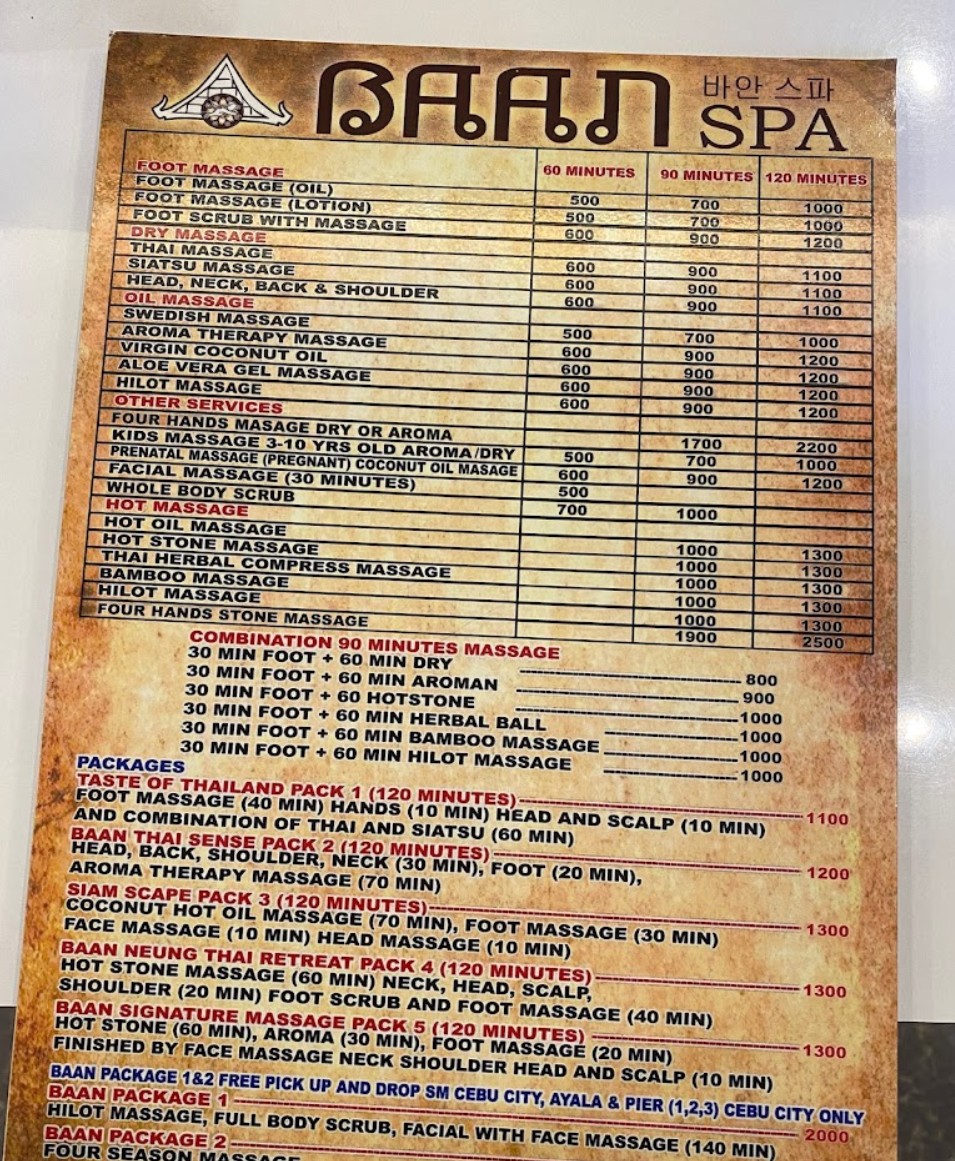 BAAN 바안 스파
SPA
FOOT MASSAGE 60 MINUTES 90 MINUTES 120 MINUTES
FOOT MASSAGE (OIL) 500 700 1000
FOOT MASSAGE (LOTION) 500 700 1000
FOOT SCRUB WITH MASSAGE 600 900 1200
DRY MASSAGE
THAI MASSAGE 600 900 1100
SIATSU MASSAGE 600 900 1100
HEAD, NECK, BACK & SHOULDER 600 900 1100
OIL MASSAGE
SWEDISH MASSAGE 500 700 1000
AROMA THERAPY MASSAGE 600 900 1200
VIRGIN COCONUT OIL 600 900 1200
ALOE VERA GEL MASSAGE 600 900 1200
HILOT MASSAGE 600 900 1200
OTHER SERVICES
FOUR HANDS MASAGE DRY OR AROMA 1700 2200
KIDS MASSAGE 3-10 YRS OLD AROMA/DRY 500 700 1000
PRENATAL MASSAGE (PREGNANT) COCONUT OIL MASAGE 600 900 1200
FACIAL MASSAGE (30 MINUTES) 500
WHOLE BODY SCRUB 700 1000
HOT MASSAGE
HOT OIL MASSAGE 1000 1300
HOT STONE MASSAGE 1000 1300
THAI HERBAL COMPRESS MASSAGE 1000 1300
BAMBOO MASSAGE 1000 1300
HILOT MASSAGE 1000 1300
FOUR HANDS STONE MASSAGE 1900 2500
COMBINATION 90 MINUTES MASSAGE
30 MIN FOOT + 60 MIN DRY 800
30 MIN FOOT + 60 MIN AROMAN 900
30 MIN FOOT + 60 HOTSTONE 1000
30 MIN FOOT + 60 MIN HERBAL BALL 1000
30 MIN FOOT + 60 MIN BAMBOO MASSAGE 1000
30 MIN FOOT + 60 MIN HILOT MASSAGE 1000
PACKAGES
TASTE OF THAILAND PACK 1 (120 MINUTES) 1100
FOOT MASSAGE (40 MIN) HANDS (10 MIN) HEAD AND SCALP (10 MIN)
AND COMBINATION OF THAI AND SIATSU (60 MIN)
BAAN THAI SENSE PACK 2 (120 MINUTES) 1200
HEAD, BACK, SHOULDER, NECK (30 MIN), FOOT (20 MIN),
AROMA THERAPY MASSAGE (70 MIN)
SIAM SCAPE PACK 3 (120 MINUTES) 1300
COCONUT HOT OIL MASSAGE (70 MIN), FOOT MASSAGE (30 MIN)
FACE MASSAGE (10 MIN) HEAD MASSAGE (10 MIN)
BAAN NEUNG THAI RETREAT PACK 4 (120 MINUTES) 1300
HOT STONE MASSAGE (60 MIN) NECK, HEAD, SCALP,
SHOULDER (20 MIN) FOOT SCRUB AND FOOT MASSAGE (40 MIN)
BAAN SIGNATURE MASSAGE PACK 5 (120 MINUTES) 1300
HOT STONE (60 MIN), AROMA (30 MIN), FOOT MASSAGE (20 MIN)
FINISHED BY FACE MASSAGE NECK SHOULDER HEAD AND SCALP (10 MIN)
BAAN PACKAGE 1&2 FREE PICK UP AND DROP SM CEBU CITY, AYALA & PIER (1,2,3) CEBU CITY ONLY
BAAN PACKAGE 1 2000
HILOT MASSAGE, FULL BODY SCRUB, FACIAL WITH FACE MASSAGE (140 MIN)
BAAN PACKAGE 2
FOUR SEASON MASSAGE